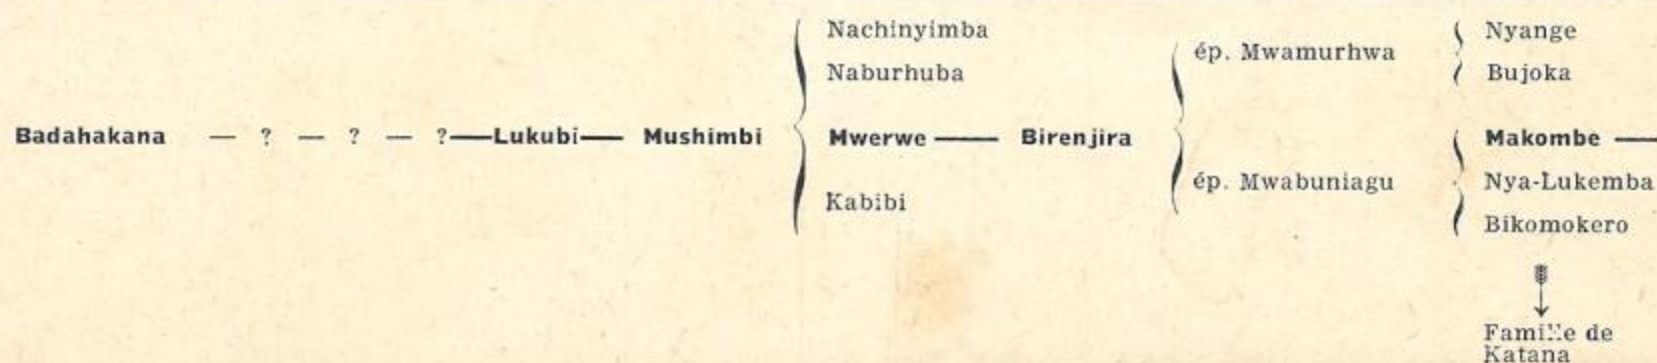 Nachinyimba
Nyange
ép. Mwamurhwa
Naburhuba
Bujoka
Badahakana — ? — ? — ?—Lukubi— Mushimbi
Mwerwe — Birenjira
Makombe —
ép. Mwabuniagu
Nya-Lukemba
Kabibi
Bikomokero
Famille de
Katana